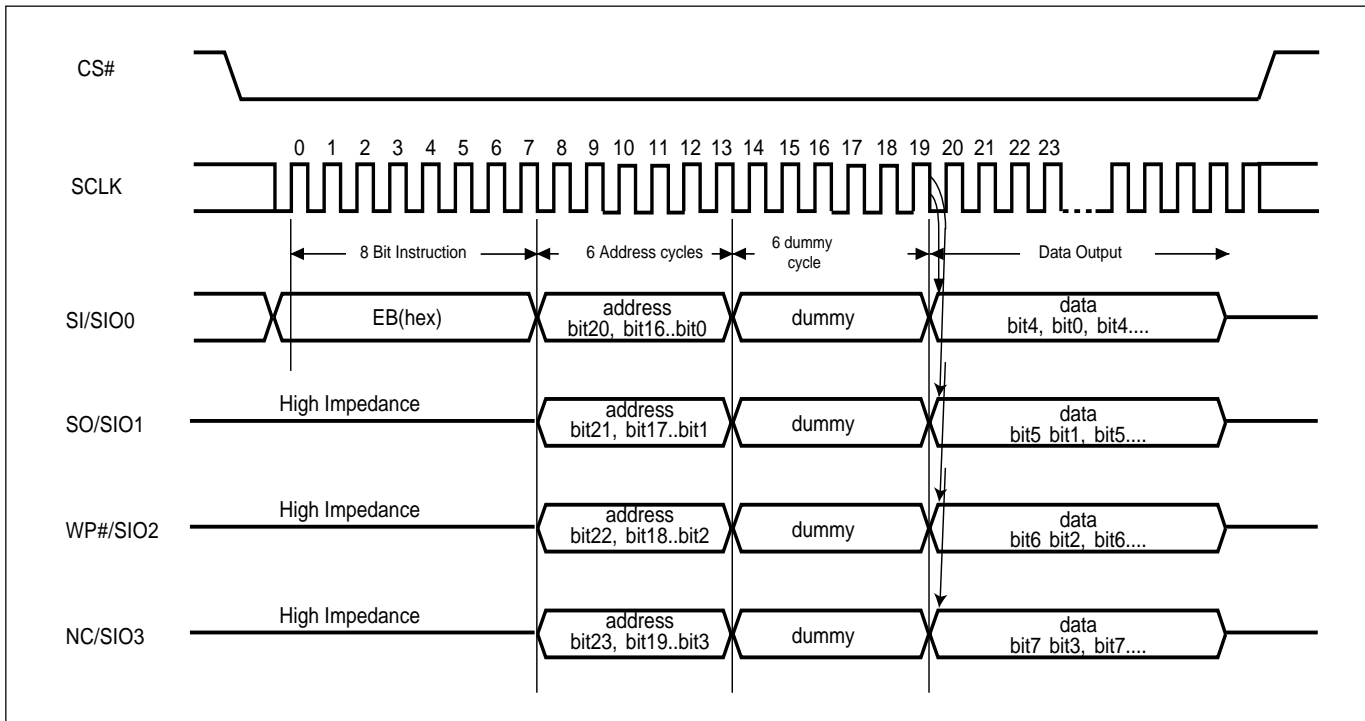 CS#
0 1 2 3 4 5 6 7 8 9 10 11 12 13 14 15 16 17 18 19 20 21 22 23
SCLK
8 Bit Instruction
6 Address cycles
6 dummy
cycle
Data Output
SI/SIO0
EB(hex)
address
bit20, bit16..bit0
dummy
data
bit4, bit0, bit4....
SO/SIO1
High Impedance
address
bit21, bit17..bit1
dummy
data
bit5 bit1, bit5....
WP#/SIO2
High Impedance
address
bit22, bit18..bit2
dummy
data
bit6 bit2, bit6....
NC/SIO3
High Impedance
address
bit23, bit19..bit3
dummy
data
bit7 bit3, bit7....